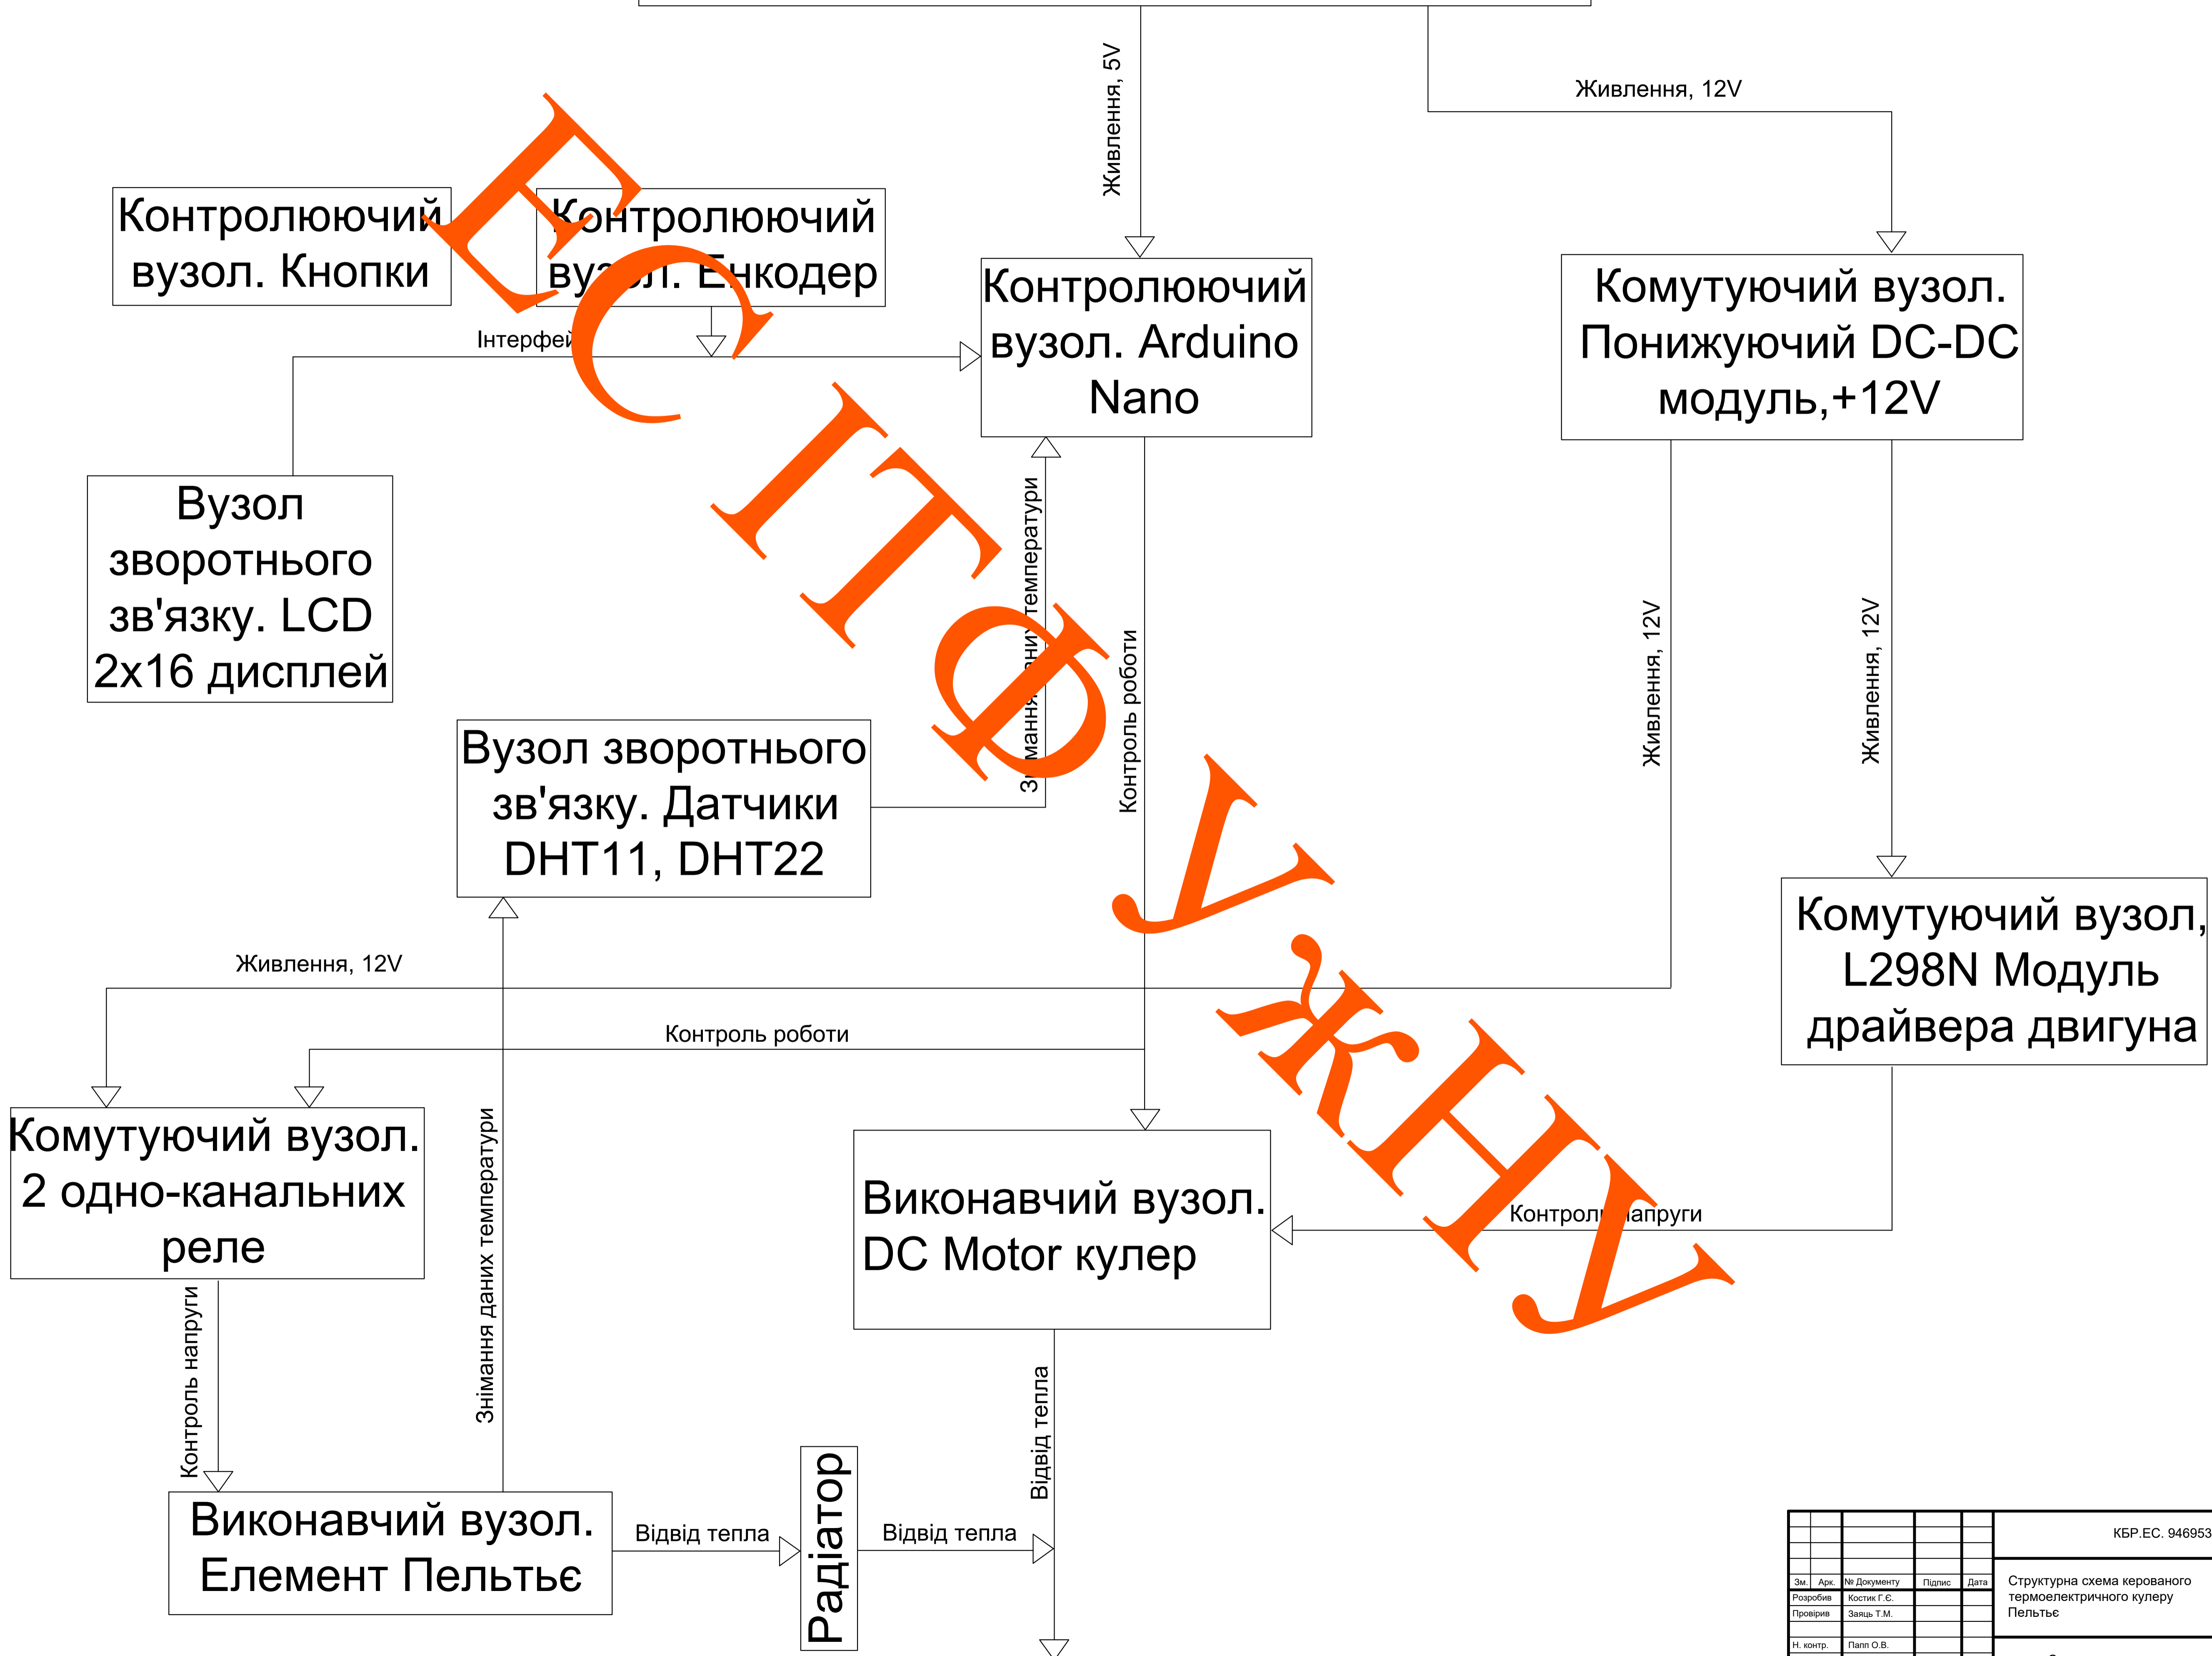 Живлення, 5V
Живлення, 12V
Контролюючий
вузол. Кнопки
Контролюючий
вузол. Енкодер
Контролюючий
вузол. Arduino
Nano
Комутуючий вузол.
Понижуючий DC-DC
модуль,+12V
Вузол
зворотнього
зв'язку. LCD
2х16 дисплей
Знімання даних температури
Контроль роботи
Живлення, 12V
Живлення, 12V
Вузол зворотнього
зв'язку. Датчики
DHT11, DHT22
Комутуючий вузол,
L298N Модуль
драйвера двигуна
Живлення, 12V
Контроль роботи
Комутуючий вузол.
2 одно-канальних
реле
Знімання даних температури
Виконавчий вузол.
DC Motor кулер
Контроль напруги
Контроль напруги
Відвід тепла
Виконавчий вузол.
Елемент Пельтьє
Відвід тепла
Радіатор
Відвід тепла
ЕС ІТФ УжНУ
КБР.ЕС. 946953
Зм. Арк. № Документу Підпис Дата
Розробив Костик Г.Є.
Провірив Заяць Т.М.
Н. контр. Папп О.В.
Структурна схема керованого
термоелектричного кулеру
Пельтьє